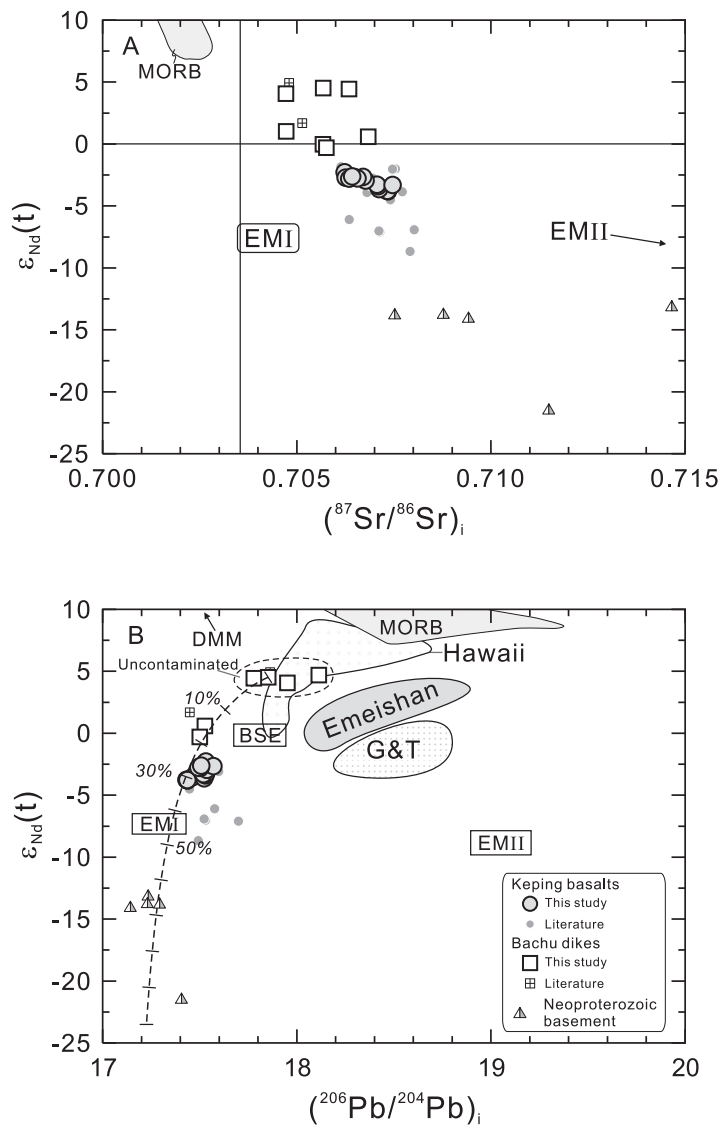 10
5
0
-5
-10
-15
-20
-25
A
MORB
EMI
EMII
εNd(t)
0.700
0.705
0.710
0.715
(⁸⁷Sr/⁸⁶Sr)i
10
5
0
-5
-10
-15
-20
-25
B
DMM
MORB
Uncontaminated
Hawaii
10%
Emeishan
BSE
G&T
30%
EMI
50%
EMII
εNd(t)
Keping basalts
This study
Literature
Bachu dikes
This study
Literature
Neoproterozoic
basement
17
18
19
20
(²⁰⁶Pb/²⁰⁴Pb)i